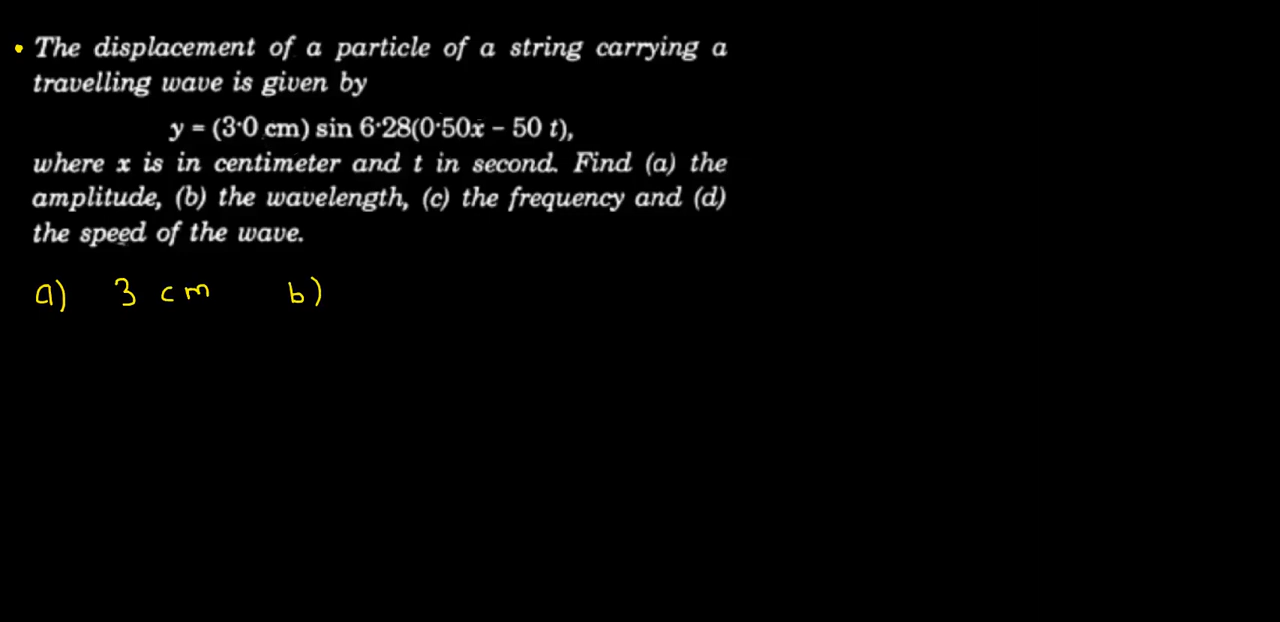 • The displacement of a particle of a string carrying a
travelling wave is given by
y = (3·0 cm) sin 6·28(0·50x − 50 t),
where x is in centimeter and t in second. Find (a) the
amplitude, (b) the wavelength, (c) the frequency and (d)
the speed of the wave.
a) 3 cm b)